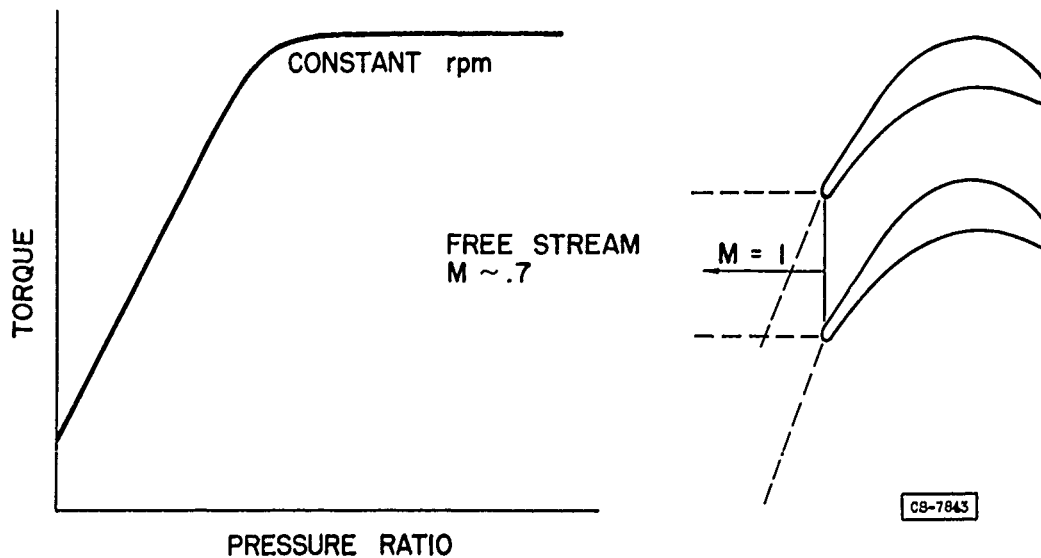 CONSTANT rpm
TORQUE
PRESSURE RATIO
FREE STREAM
M ~ .7
M = 1
CS-7843